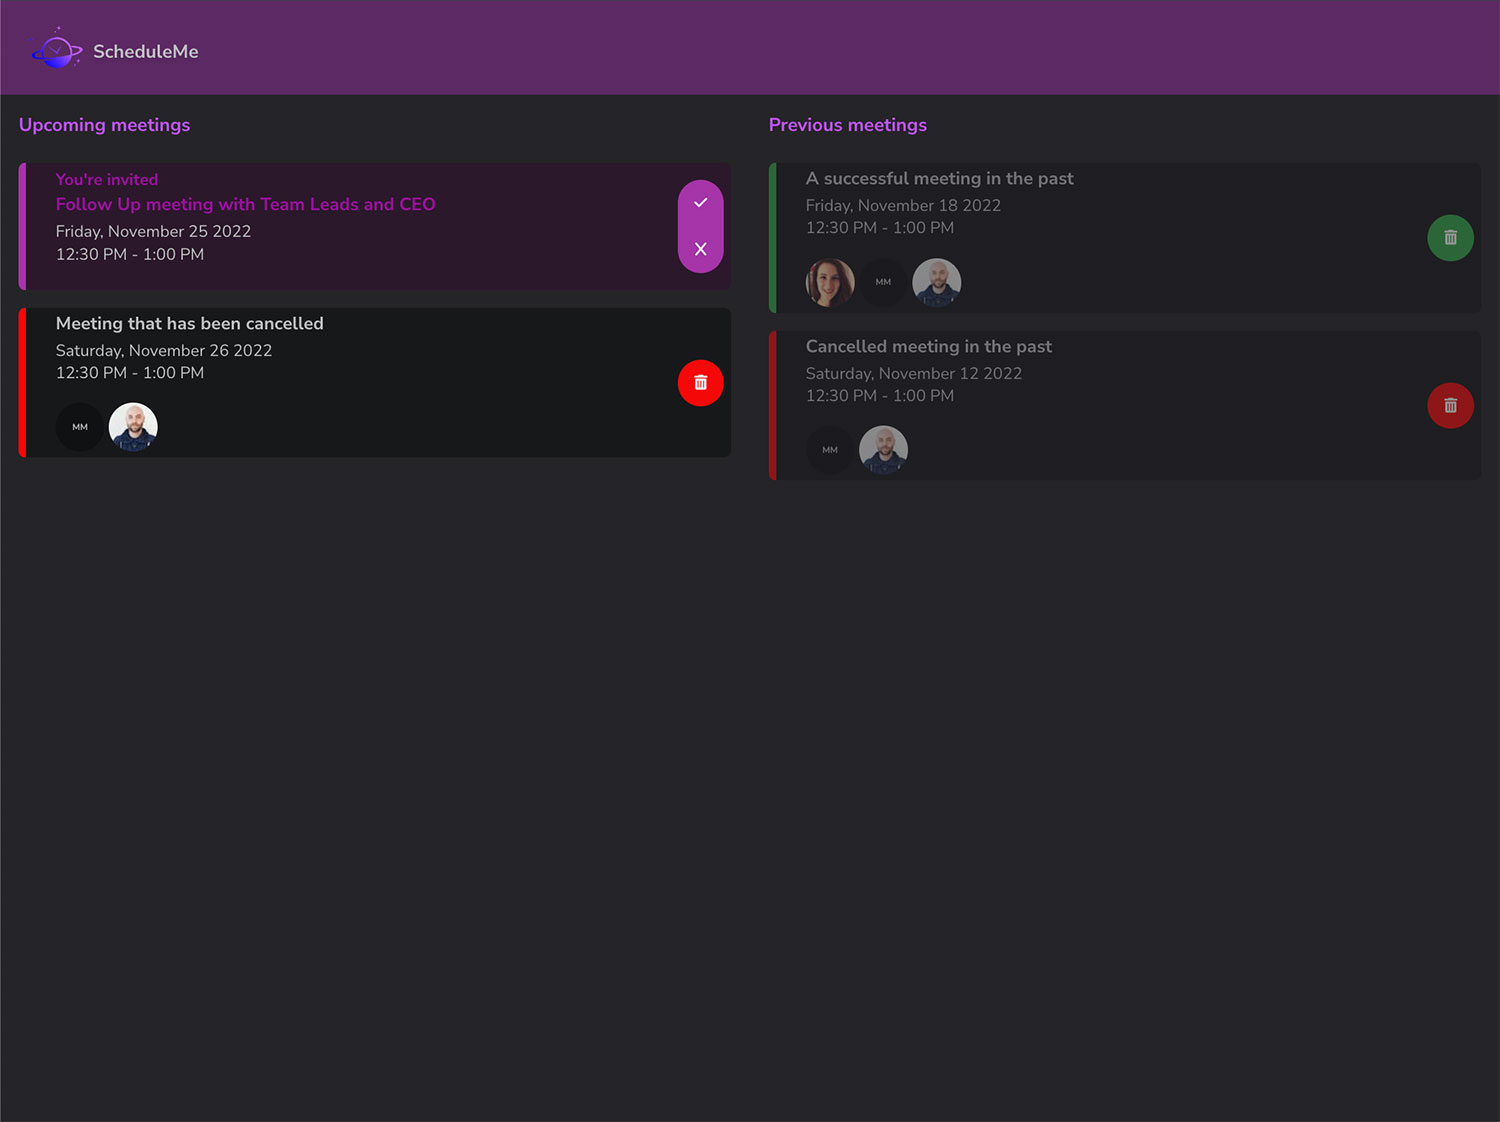 ScheduleMe
Upcoming meetings
You're invited
Follow Up meeting with Team Leads and CEO
Friday, November 25 2022
12:30 PM - 1:00 PM
Meeting that has been cancelled
Saturday, November 26 2022
12:30 PM - 1:00 PM
MM
Previous meetings
A successful meeting in the past
Friday, November 18 2022
12:30 PM - 1:00 PM
MM
Cancelled meeting in the past
Saturday, November 12 2022
12:30 PM - 1:00 PM
MM